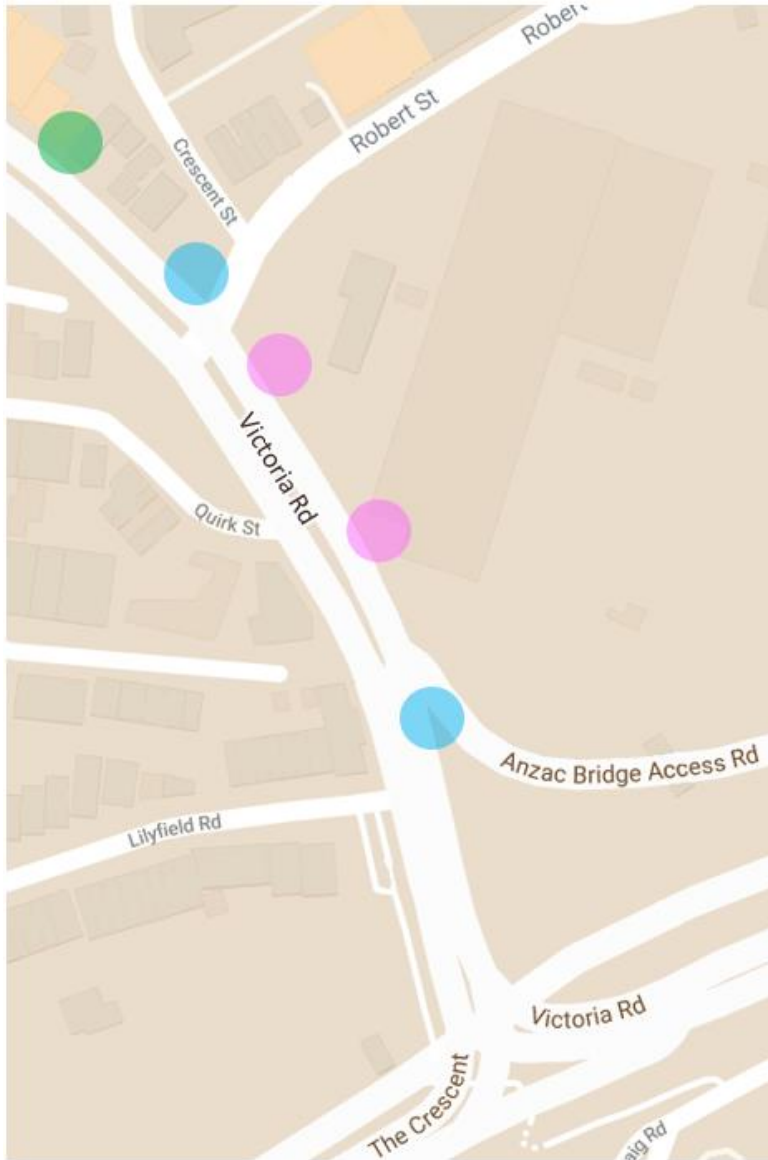 Robert
Robert St
Crescent St
Victoria Rd
Quirk St
Anzac Bridge Access Rd
Lilyfield Rd
Victoria Rd
The Crescent
Rd